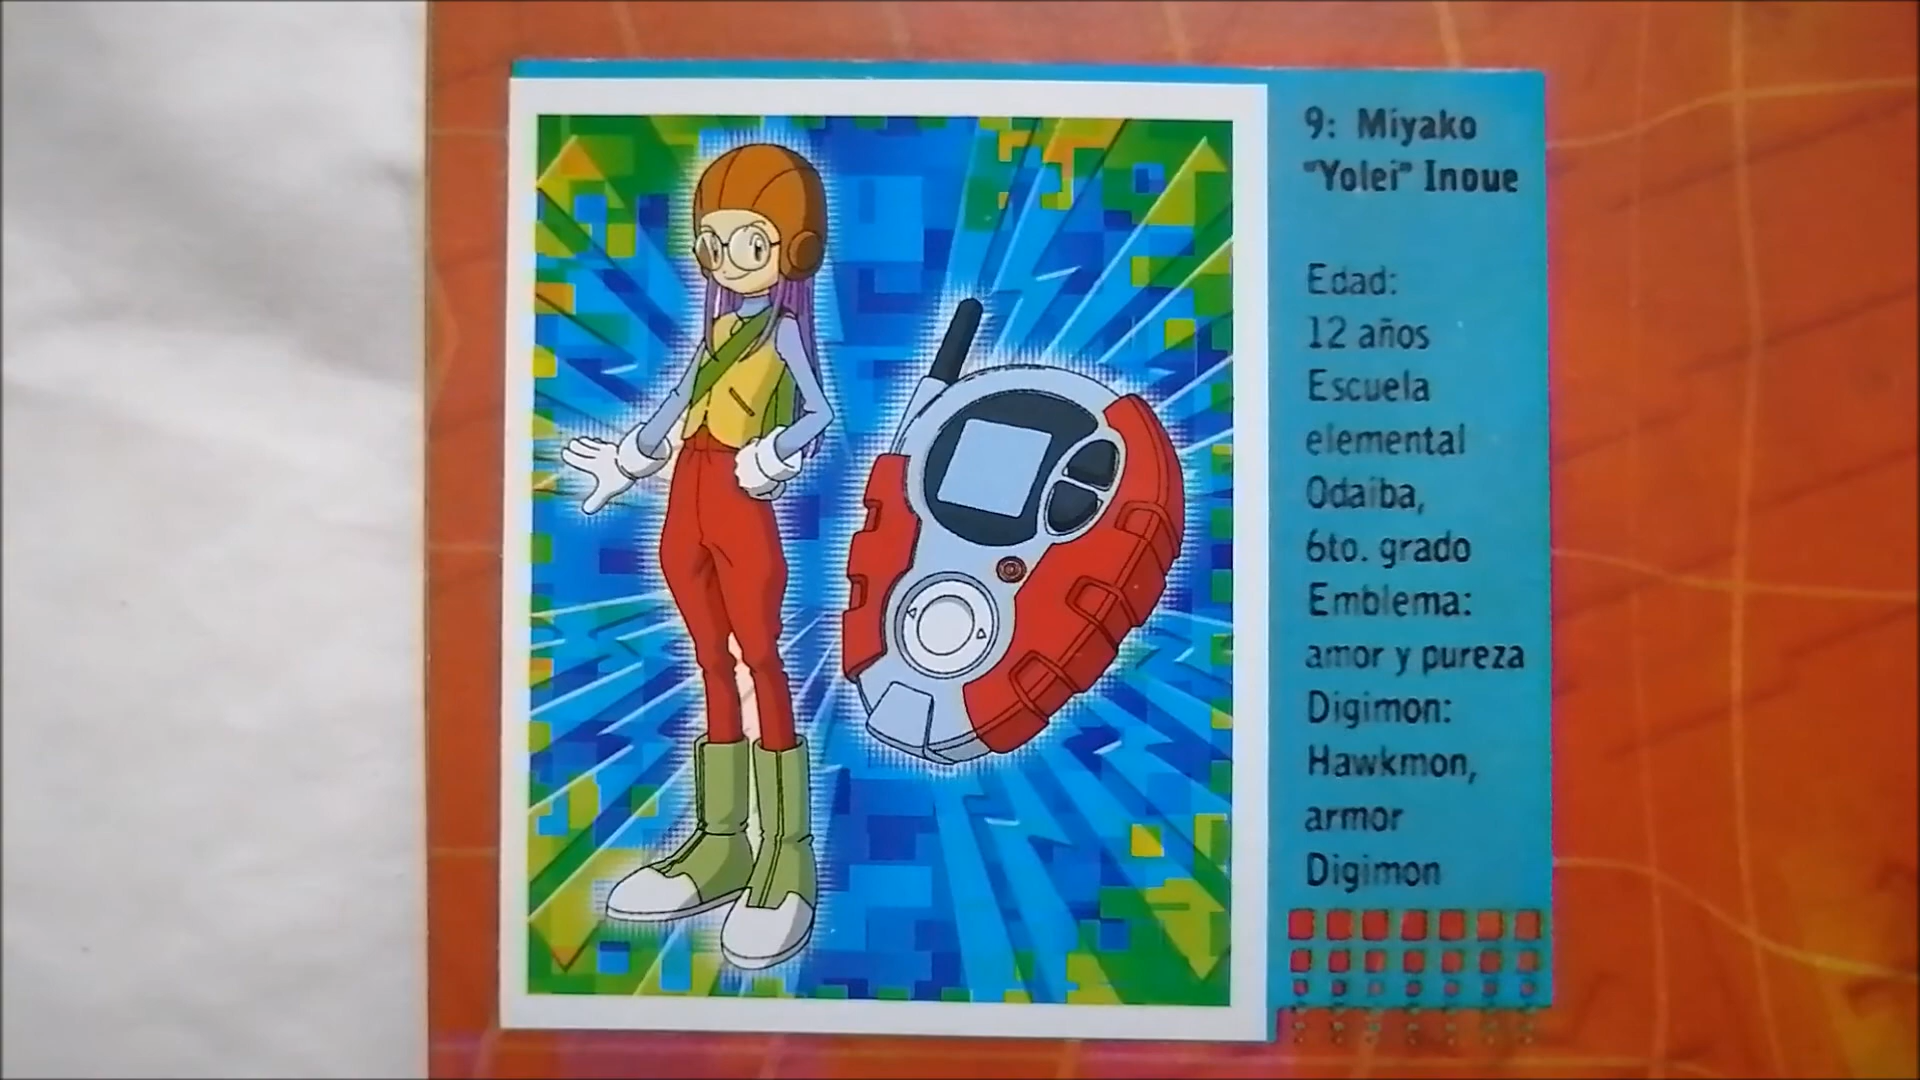 9: Miyako
"Yolei" Inoue
Edad:
12 años
Escuela
elemental
Odaiba,
6to. grado
Emblema:
amor y pureza
Digimon:
Hawkmon,
armor
Digimon